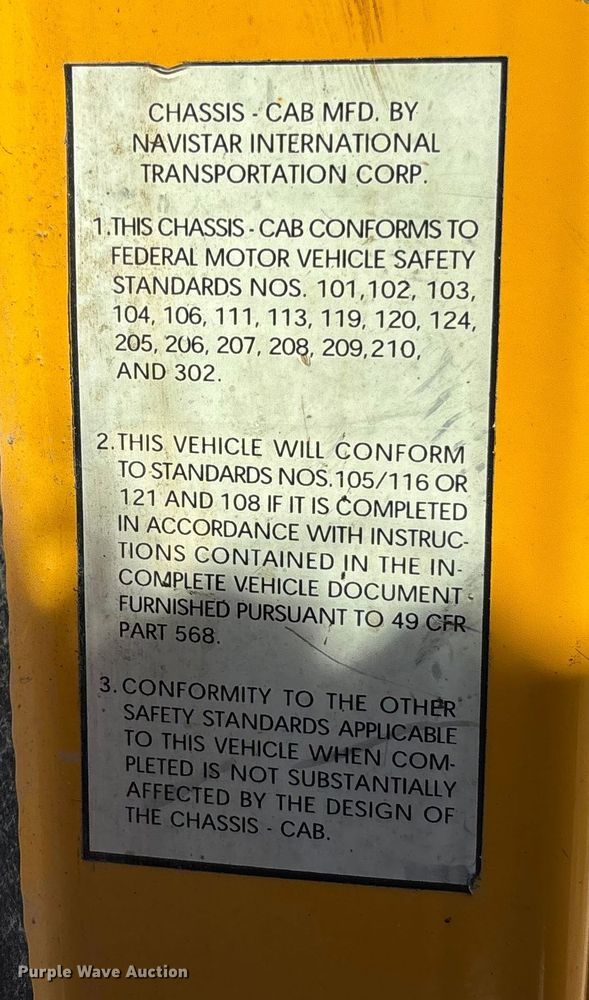 CHASSIS - CAB MFD. BY
NAVISTAR INTERNATIONAL
TRANSPORTATION CORP.
1. THIS CHASSIS - CAB CONFORMS TO
FEDERAL MOTOR VEHICLE SAFETY
STANDARDS NOS. 101, 102, 103,
104, 106, 111, 113, 119, 120, 124,
205, 206, 207, 208, 209, 210,
AND 302.
2. THIS VEHICLE WILL CONFORM
TO STANDARDS NOS. 105/116 OR
121 AND 108 IF IT IS COMPLETED
IN ACCORDANCE WITH INSTRUC-
TIONS CONTAINED IN THE IN-
COMPLETE VEHICLE DOCUMENT
FURNISHED PURSUANT TO 49 CFR
PART 568.
3. CONFORMITY TO THE OTHER
SAFETY STANDARDS APPLICABLE
TO THIS VEHICLE WHEN COM-
PLETED IS NOT SUBSTANTIALLY
AFFECTED BY THE DESIGN OF
THE CHASSIS - CAB.
Purple Wave Auction